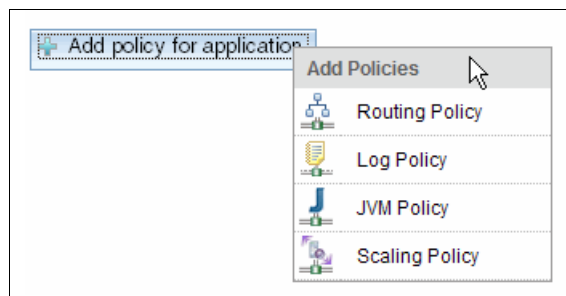 Add policy for application
Add Policies
Routing Policy
Log Policy
JVM Policy
Scaling Policy